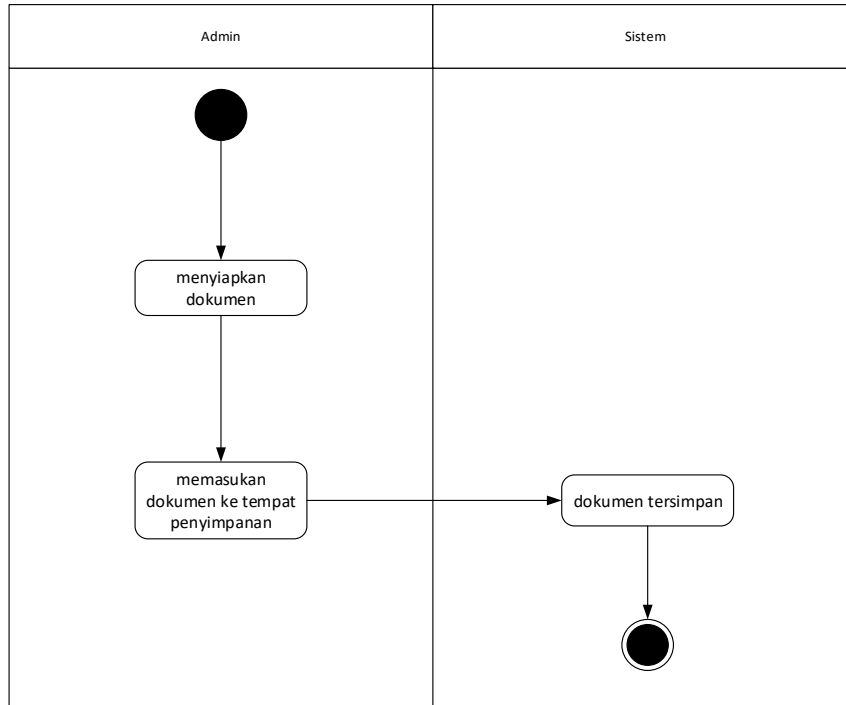 Admin
Sistem
menyiapkan
dokumen
memasukan
dokumen ke tempat
penyimpanan
dokumen tersimpan